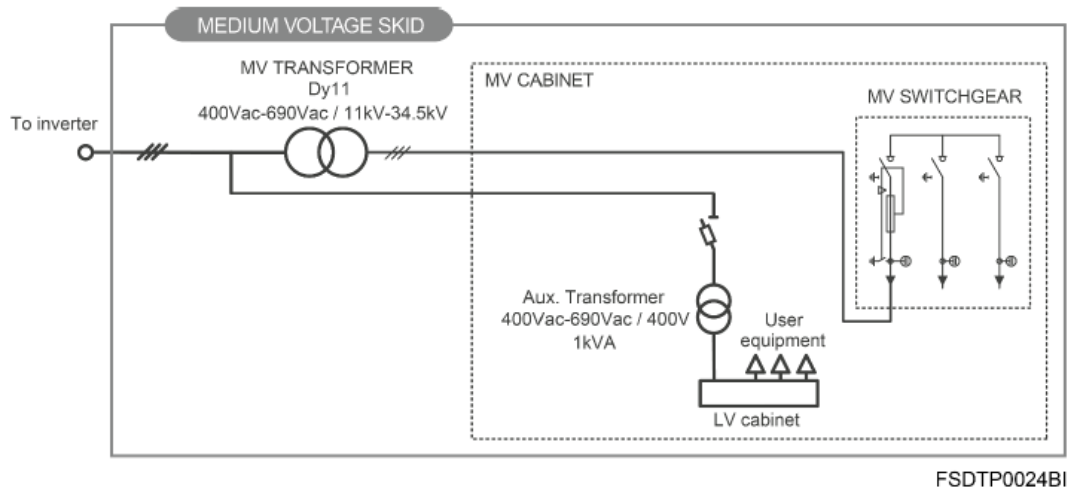 MEDIUM VOLTAGE SKID
MV TRANSFORMER
Dy11
400Vac-690Vac / 11kV-34.5kV
To inverter
MV CABINET
MV SWITCHGEAR
Aux. Transformer
400Vac-690Vac / 400V
1kVA
User
equipment
LV cabinet
FSDTP0024BI